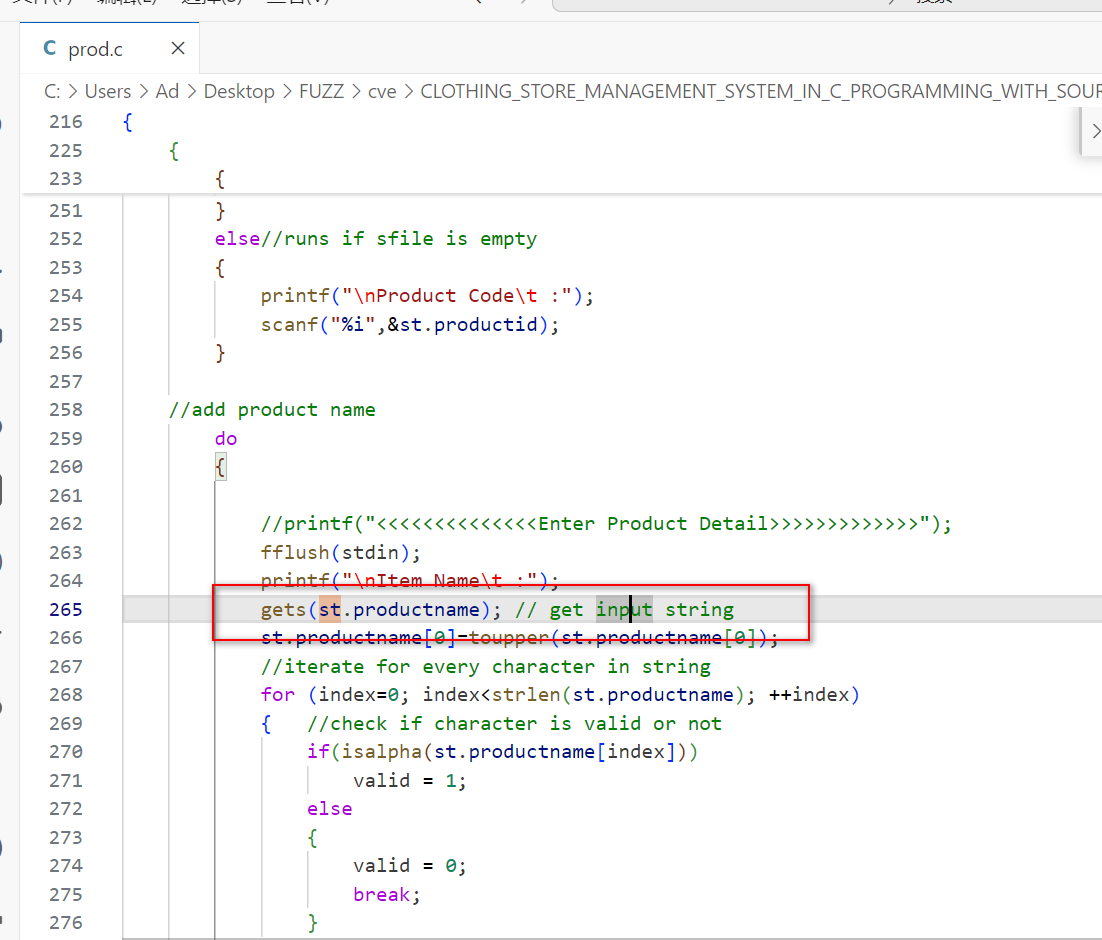 prod.c
C: > Users > Ad > Desktop > FUZZ > cve > CLOTHING_STORE_MANAGEMENT_SYSTEM_IN_C_PROGRAMMING_WITH_SOUR
216 {
225 {
233 {
251 }
252 else//runs if sfile is empty
253 {
254 printf("\nProduct Code\t :");
255 scanf("%i",&st.productid);
256 }
257
258 //add product name
259 do
260 {
261
262 //printf("<<<<<<<<<<<<<<Enter Product Detail>>>>>>>>>>>>>");
263 fflush(stdin);
264 printf("\nItem Name\t :");
265 gets(st.productname); // get input string
266 st.productname[0]=toupper(st.productname[0]);
267 //iterate for every character in string
268 for (index=0; index<strlen(st.productname); ++index)
269 { //check if character is valid or not
270 if(isalpha(st.productname[index]))
271 valid = 1;
272 else
273 {
274 valid = 0;
275 break;
276 }